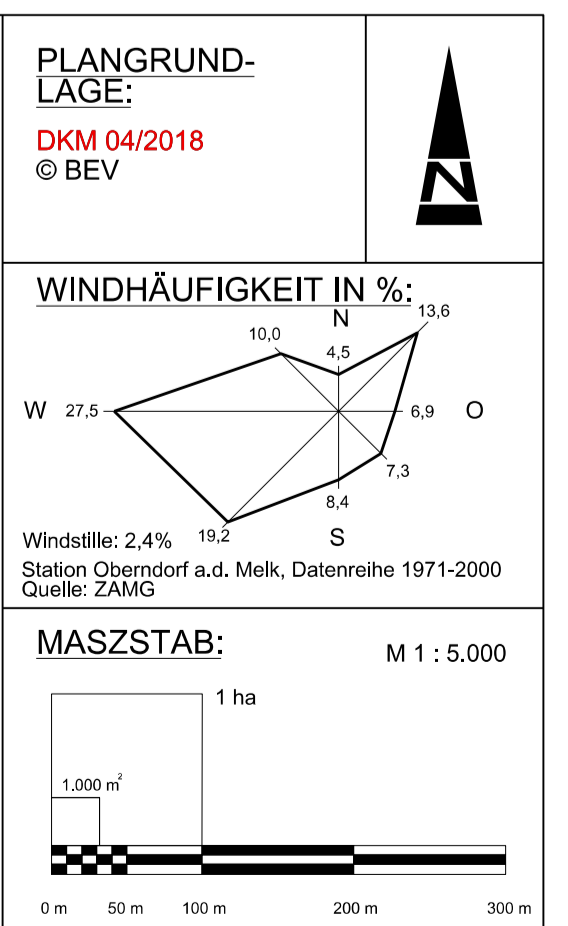 PLANGRUND-
LAGE:
DKM 04/2018
© BEV
N
WINDHÄUFIGKEIT IN %:
N
13,6
10,0
4,5
W
27,5
6,9
O
7,3
8,4
19,2
S
Windstille: 2,4%
Station Oberndorf a.d. Melk, Datenreihe 1971-2000
Quelle: ZAMG
MASZSTAB:
M 1 : 5.000
1 ha
1.000 m²
0 m 50 m 100 m 200 m 300 m